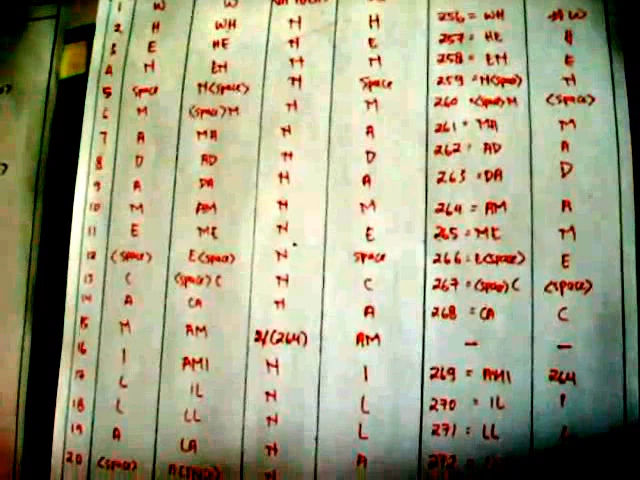 1 W W
2 H WH N H 256 = WH W
3 E HE N E 257 = HE H
4 N EN N N 258 = EN E
5 space N(space) N space 259 = N(space) N
6 M (space)M N M 260 = (space)M (space)
7 A MA N A 261 = MA M
8 D AD N D 262 = AD A
9 A DA N A 263 = DA D
10 M AM N M 264 = AM A
11 E ME N E 265 = ME M
12 (space) E(space) N space 266 = E(space) E
13 C (space)C N C 267 = (space)C (space)
14 A CA N A 268 = CA C
15 M AM Y(264) AM — —
16 I AMI N I 269 = AMI 264
17 L IL N L 270 = IL I
18 L LL N L 271 = LL
19 A LA N A 272
20 (space) A(space) N